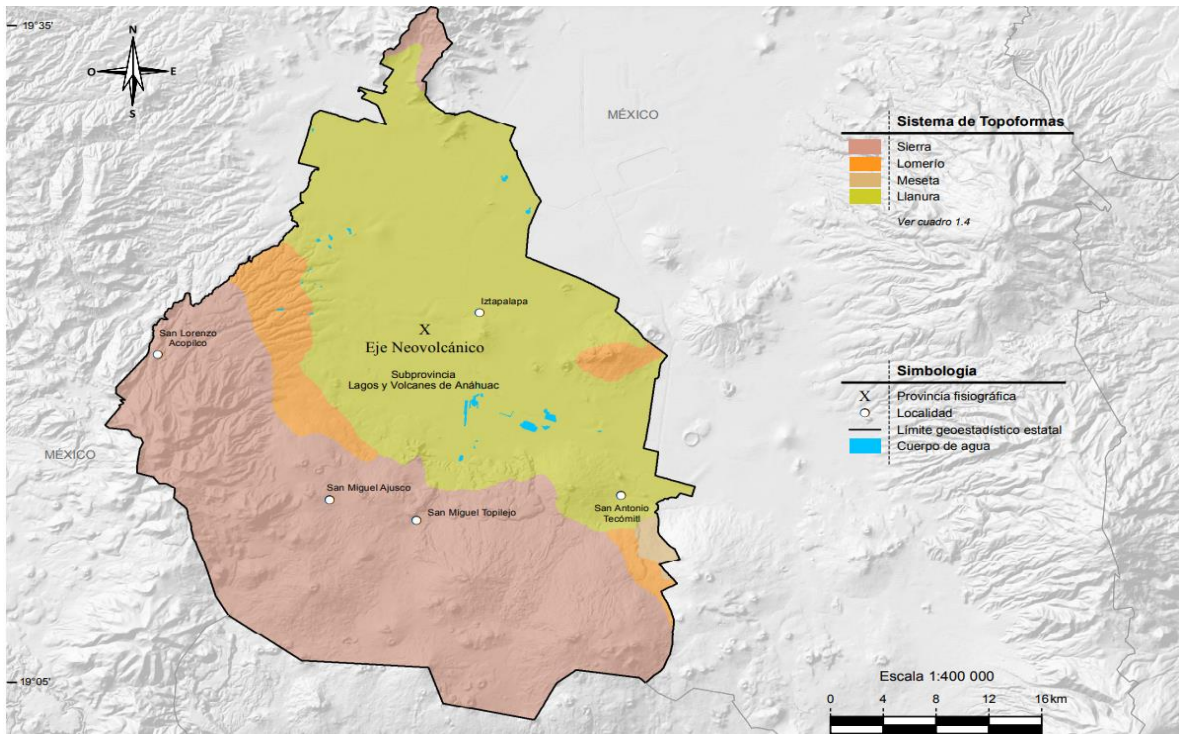 19°35'
N
O
E
S
MÉXICO
Sistema de Topoformas
Sierra
Lomerío
Meseta
Llanura
Ver cuadro 1.4
Iztapalapa
X
Eje Neovolcánico
San Lorenzo
Acopilco
Subprovincia
Lagos y Volcanes de Anáhuac
Simbología
X Provincia fisiográfica
Localidad
Límite geoestadístico estatal
Cuerpo de agua
MÉXICO
San Miguel Ajusco
San Miguel Topilejo
San Antonio
Tecómitl
19°05'
Escala 1:400 000
0 4 8 12 16 km